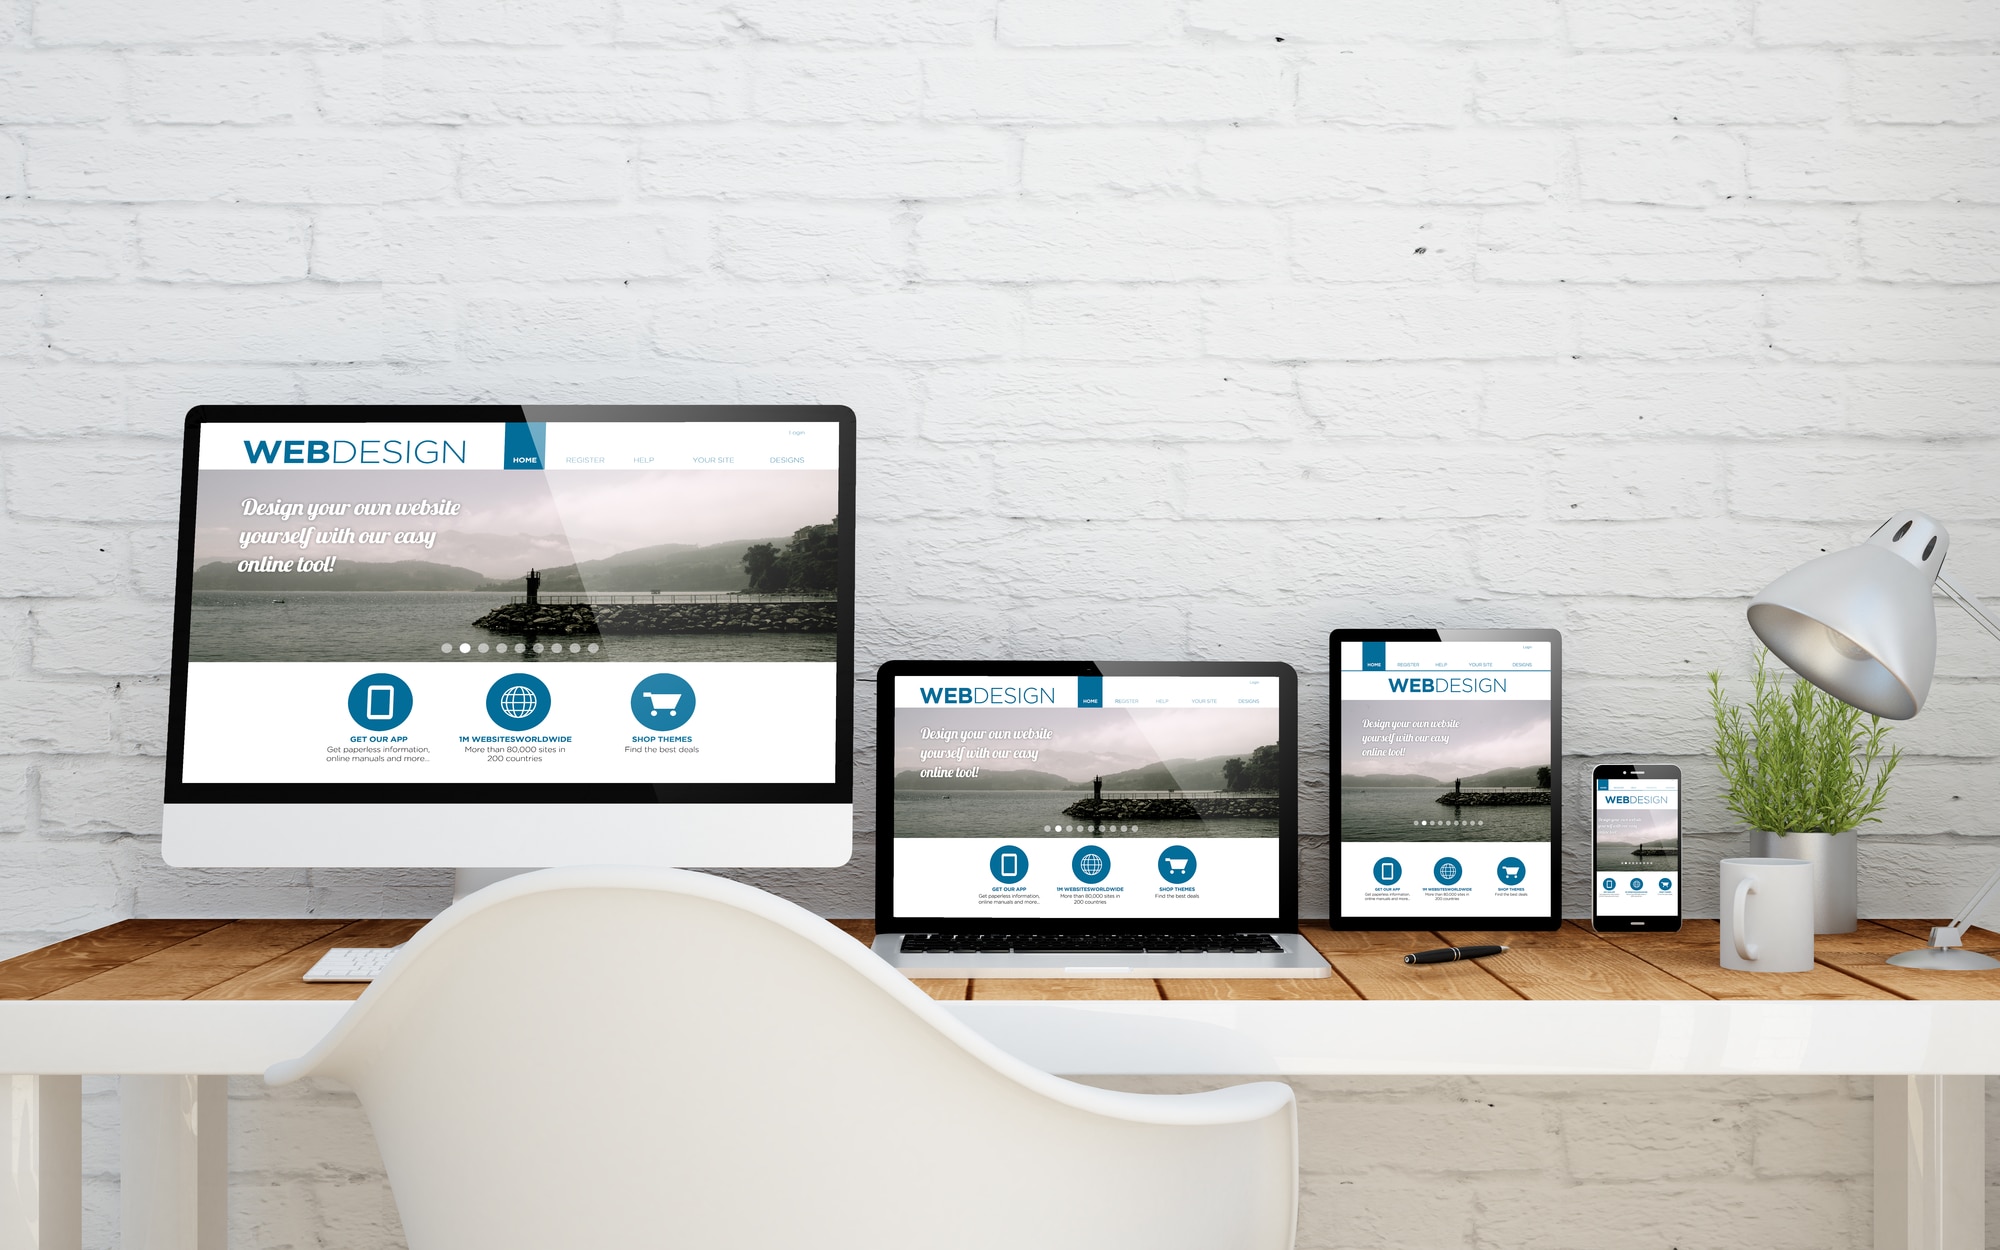 WEBDESIGN
Login
HOME REGISTER HELP YOUR SITE DESIGNS
Design your own website
yourself with our easy
online tool!
GET OUR APP
Get paperless information,
online manuals and more...
1M WEBSITESWORLDWIDE
More than 80,000 sites in
200 countries
SHOP THEMES
Find the best deals
WEBDESIGN
Login
HOME REGISTER HELP YOUR SITE DESIGNS
Design your own website
yourself with our easy
online tool!
GET OUR APP
Get paperless information,
online manuals and more...
1M WEBSITESWORLDWIDE
More than 80,000 sites in
200 countries
SHOP THEMES
Find the best deals
Login
HOME REGISTER HELP YOUR SITE DESIGNS
WEBDESIGN
Design your own website
yourself with our easy
online tool!
GET OUR APP
Get paperless information,
online manuals and more...
1M WEBSITESWORLDWIDE
More than 80,000 sites in
200 countries
SHOP THEMES
Find the best deals
WEBDESIGN